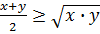 (x+y)/2 ≥ √(x · y)